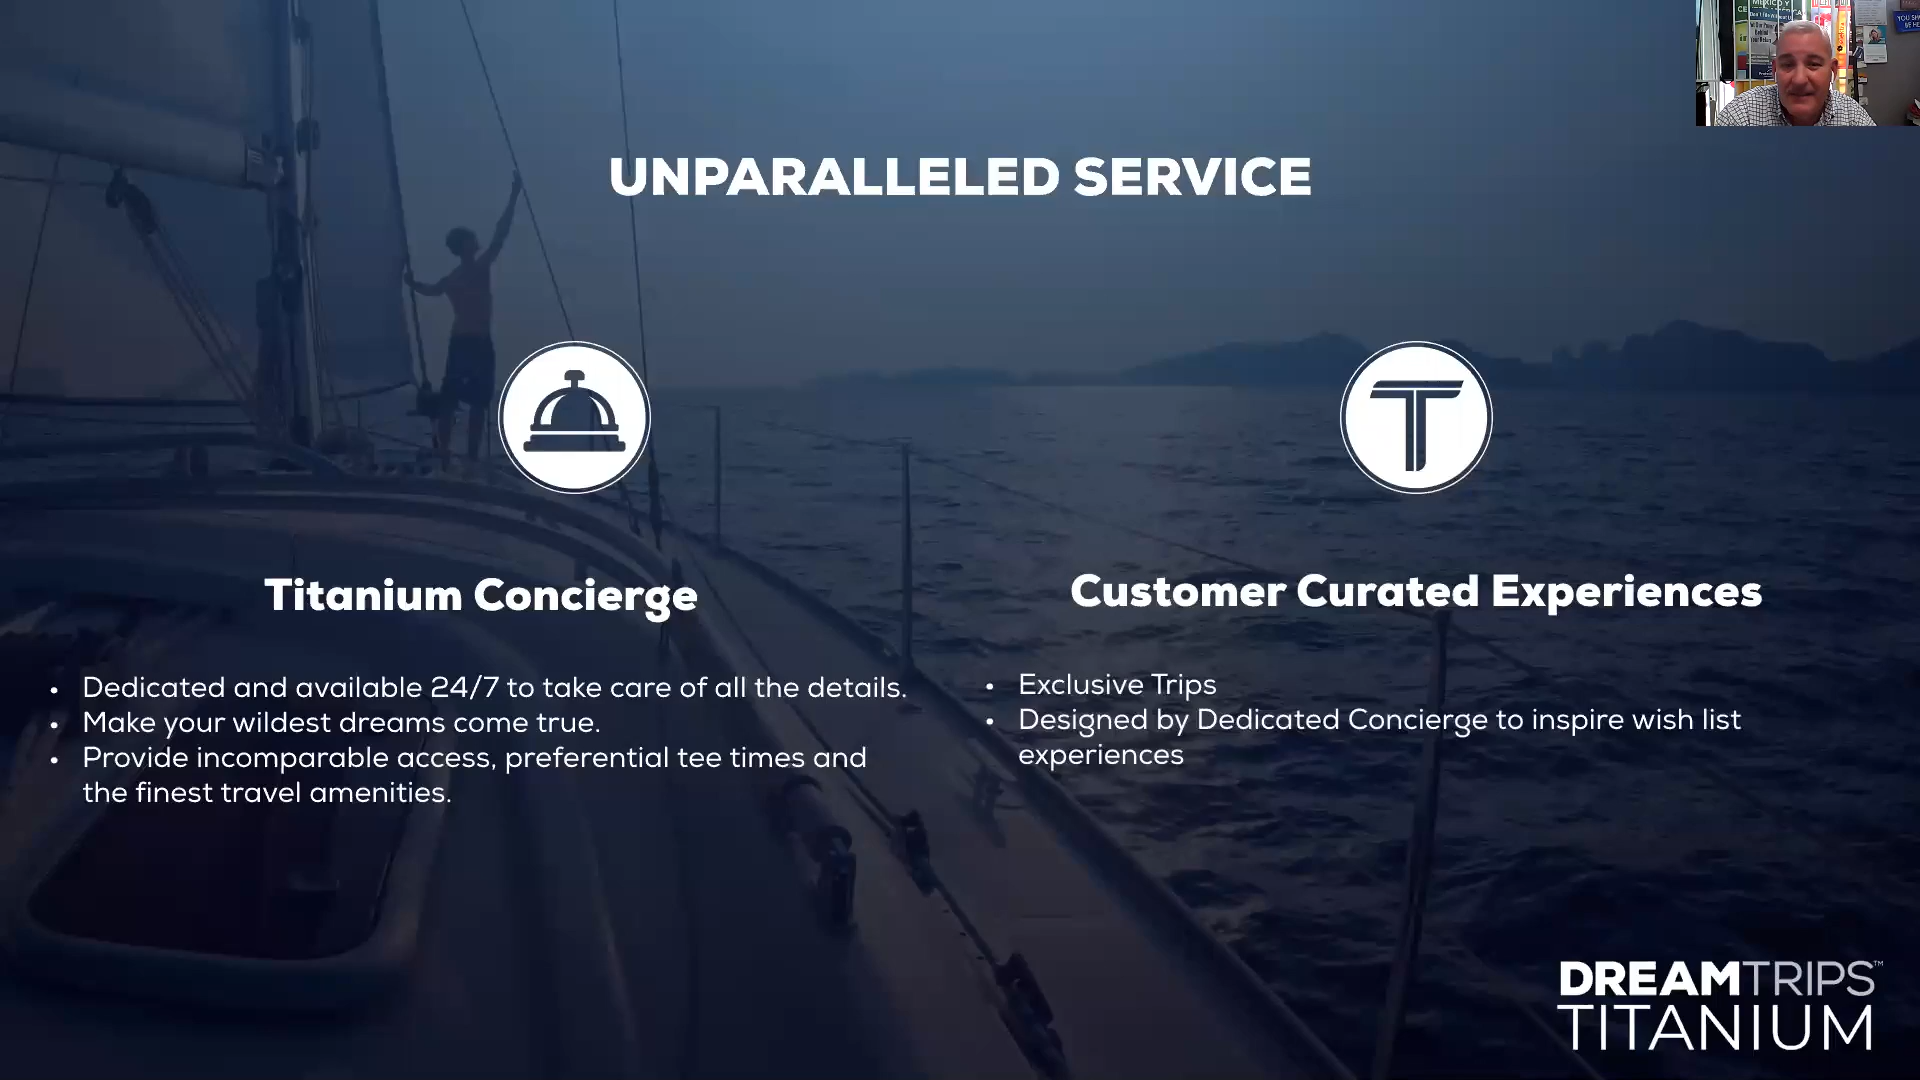 MEXICO Y
UNPARALLELED SERVICE
T
Titanium Concierge
• Dedicated and available 24/7 to take care of all the details.
• Make your wildest dreams come true.
• Provide incomparable access, preferential tee times and
the finest travel amenities.
Customer Curated Experiences
• Exclusive Trips
• Designed by Dedicated Concierge to inspire wish list
experiences
DREAMTRIPS™
TITANIUM